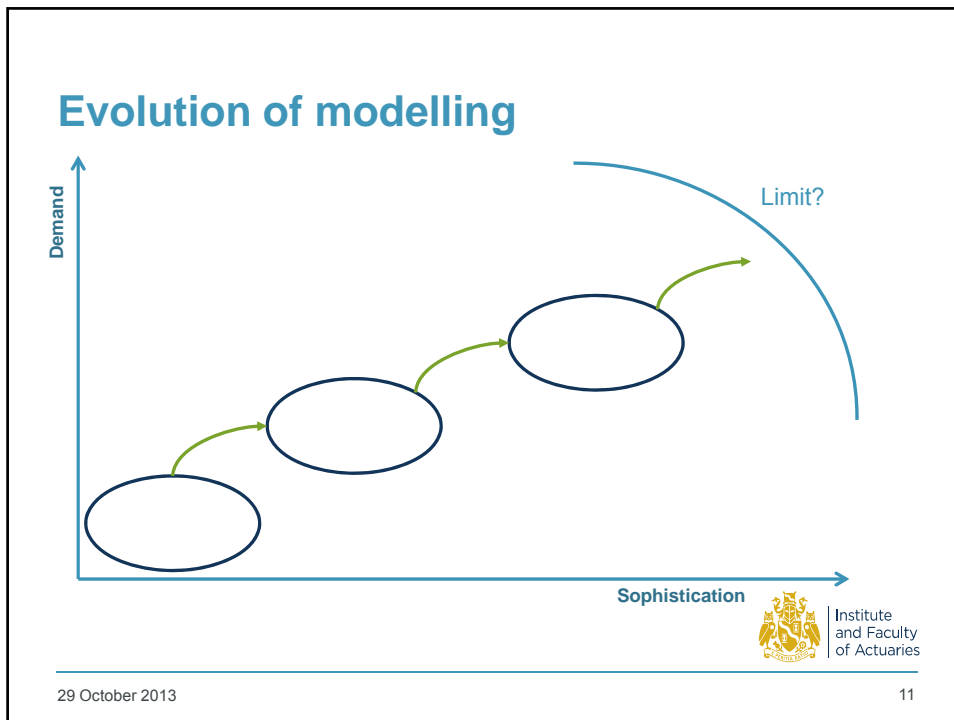 Evolution of modelling
Demand
Limit?
Sophistication
Institute
and Faculty
of Actuaries
29 October 2013
11